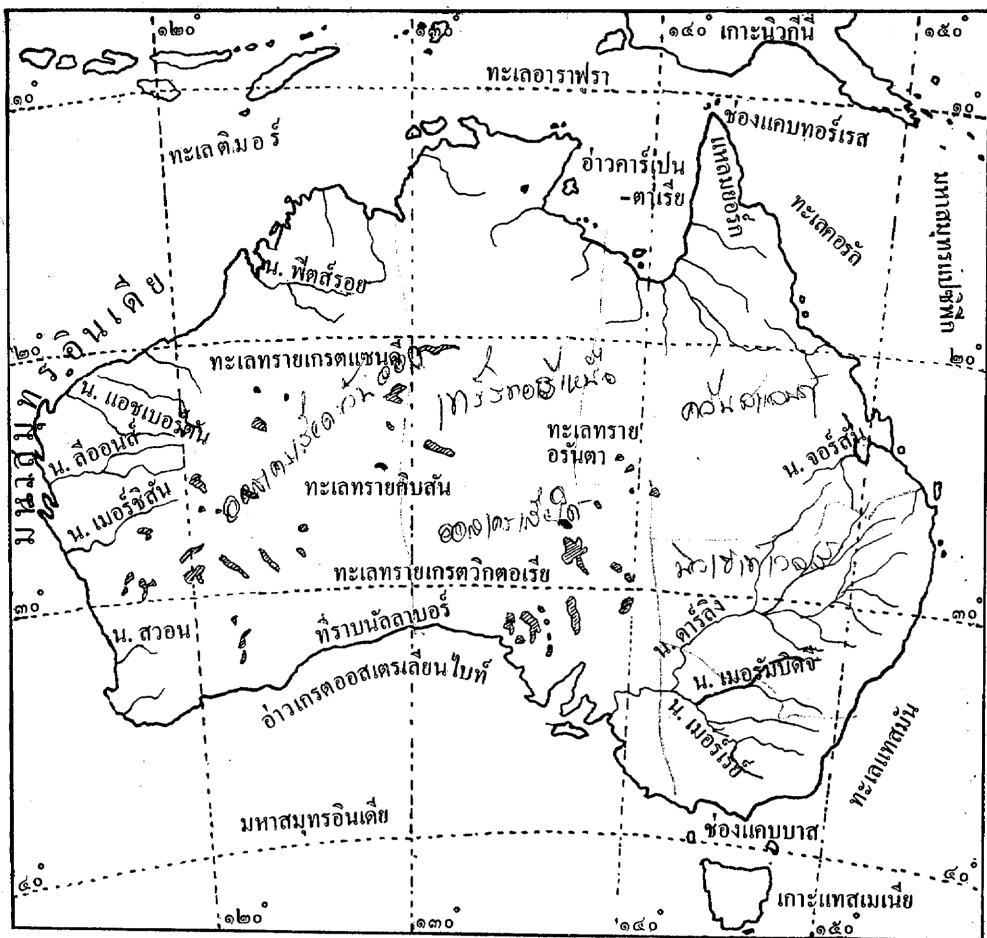 ๑๒๐° ๑๓๐° ๑๔๐° ๑๕๐°
เกาะนิวกินี
ทะเลอาราฟูรา
๑๐° ๑๐°
ช่องแคบทอร์เรส
ทะเลติมอร์
อ่าวคาร์เปน
-ตาเรีย
แหลมยอร์ก
ทะเลคอรัล
มหาสมุทรแปซิฟิก
น. ฟิตส์รอย
มหาสมุทรอินเดีย
๒๐° ๒๐°
ทะเลทรายเกรตแซนดี
น. แอชเบอร์ตัน
ทะเลทราย
อรันตา
น. ลีออนส์
น. จอร์สัน
ทะเลทรายกิบสัน
น. เมอร์ชิสัน
ออสเตรเลียใต้
ทะเลทรายเกรตวิกตอเรีย
๓๐° ๓๐°
น. สวอน
ที่ราบนัลลาบอร์
น. ดาร์ลิง
อ่าวเกรตออสเตรเลียนไบท์
น. เมอร์รัมบิดจี
น. เมอร์เรย์
ทะเลแทสมัน
มหาสมุทรอินเดีย
ช่องแคบบาส
๔๐° ๔๐°
เกาะแทสเมเนีย
๑๒๐° ๑๓๐° ๑๔๐° ๑๕๐°